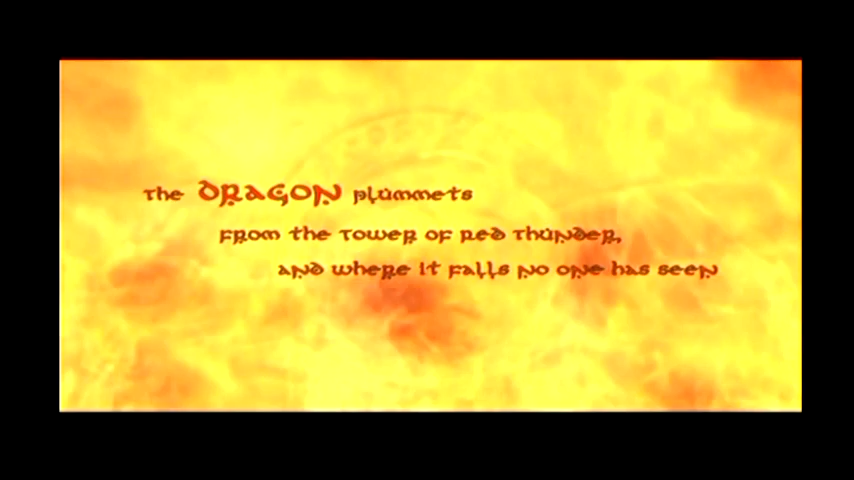 the DRAGON plummets
from the tower of red thunder,
and where it falls no one has seen